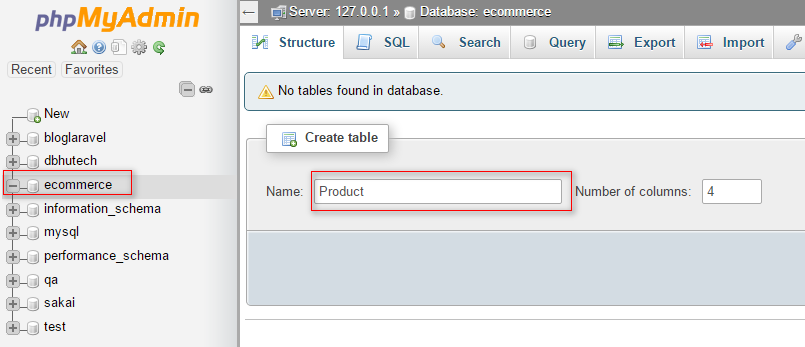 phpMyAdmin
Recent Favorites
New
bloglaravel
dbhutech
ecommerce
information_schema
mysql
performance_schema
qa
sakai
test
Server: 127.0.0.1 » Database: ecommerce
Structure SQL Search Query Export Import
No tables found in database.
Create table
Name: Product Number of columns: 4